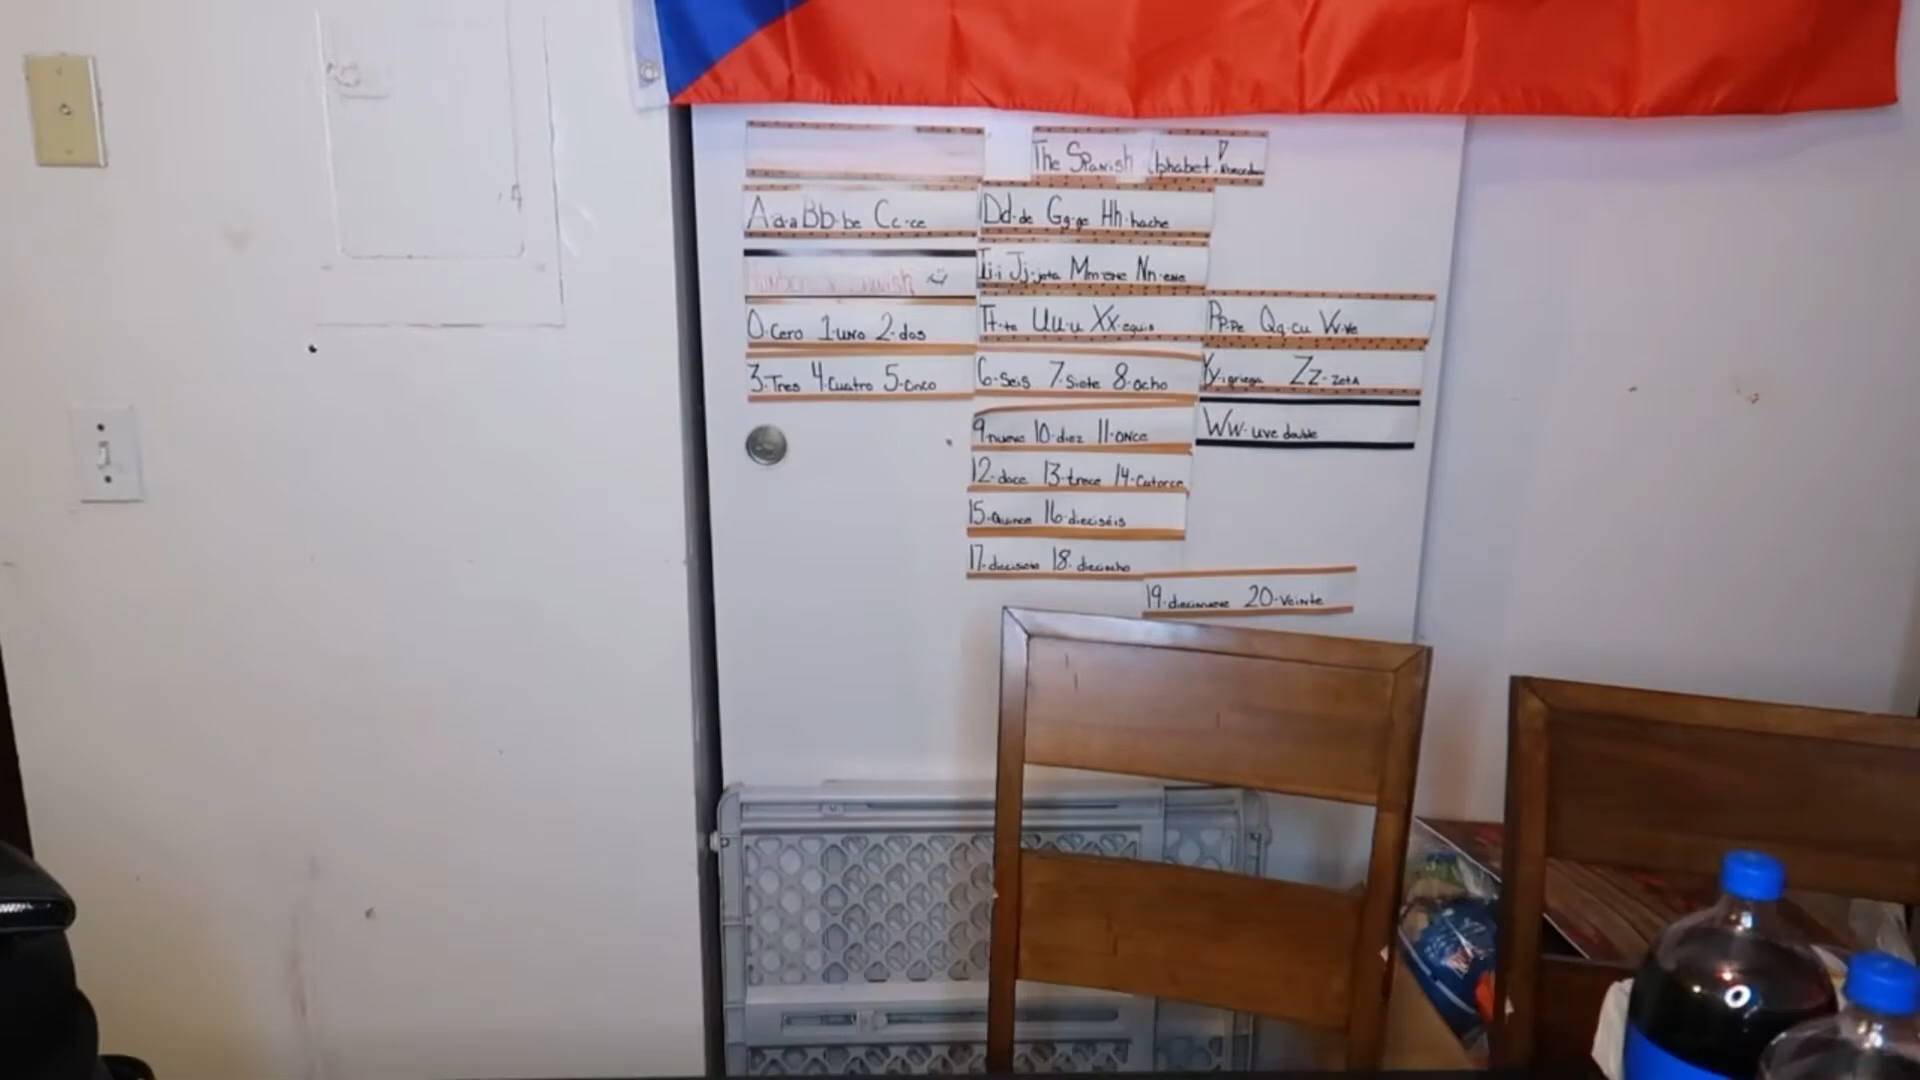 The Spanish lphabet
Aa-a Bb-be Cc-ce
Dd-de Gg-ge Hh-hache
Spanish
Ii-i Jj-jota Mm-eme Nn-ene
0-Cero 1-uno 2-dos
Tt-te Uu-u Xx-equis
Pp-Pe Qq-cu Vv-ve
3-Tres 4-Cuatro 5-Cinco
6-Seis 7-Siete 8-ocho
Yy-igriega Zz-zeta
9-nueve 10-diez 11-once
Ww-uve double
12-doce 13-trece 14-Catorce
15-Quince 16-dieciséis
17-diecisiete 18-dieciocho
19-diecinueve 20-Veinte